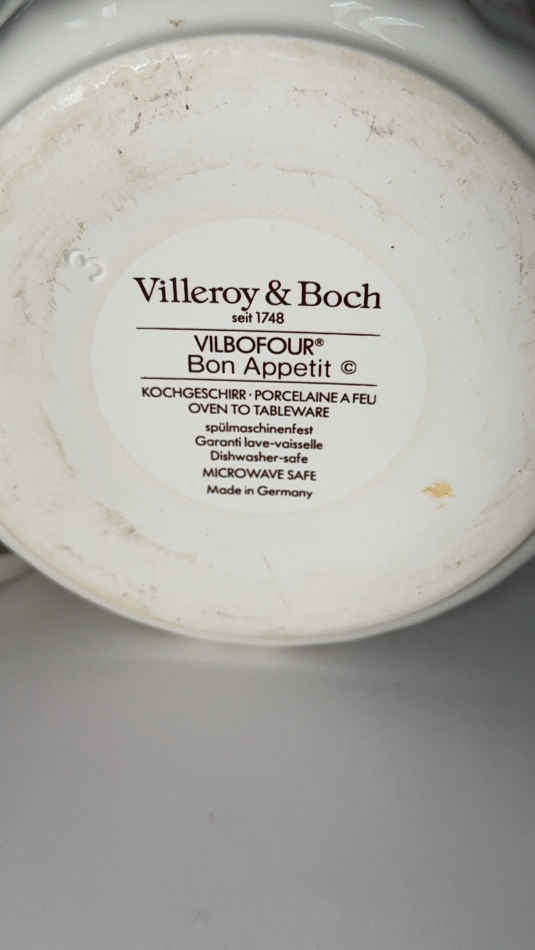 3
Villeroy & Boch
seit 1748
VILBOFOUR®
Bon Appetit ©
KOCHGESCHIRR · PORCELAINE A FEU
OVEN TO TABLEWARE
spülmaschinenfest
Garanti lave-vaisselle
Dishwasher-safe
MICROWAVE SAFE
Made in Germany